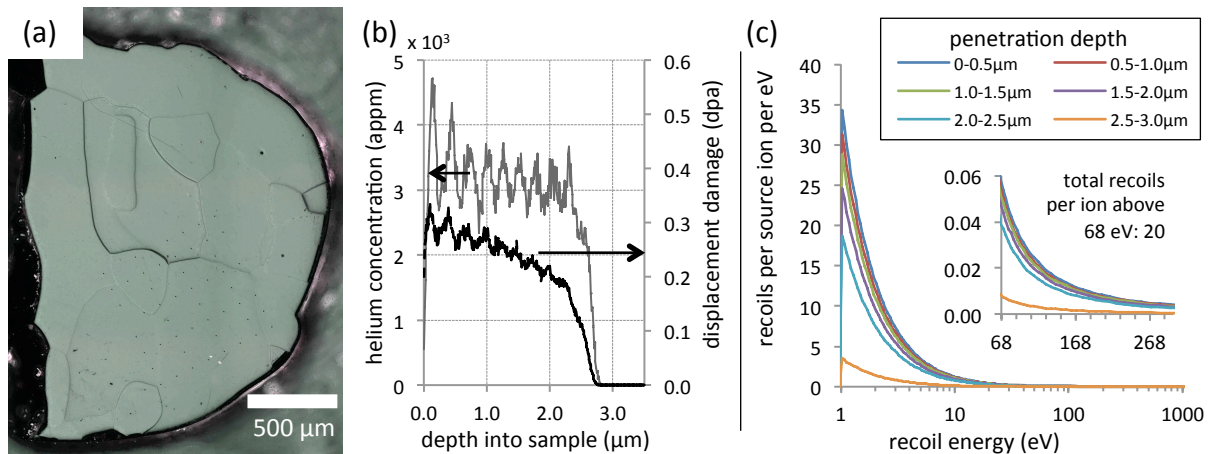 (a)
500 µm
(b)
x 10³
5
4
3
2
1
0
helium concentration (appm)
0.6
0.5
0.4
0.3
0.2
0.1
0.0
displacement damage (dpa)
0.0 1.0 2.0 3.0
depth into sample (µm)
(c)
penetration depth
0-0.5µm 0.5-1.0µm
1.0-1.5µm 1.5-2.0µm
2.0-2.5µm 2.5-3.0µm
40
35
30
25
20
15
10
5
0
recoils per source ion per eV
0.06
0.04
0.02
0.00
68 168 268
total recoils
per ion above
68 eV: 20
1 10 100 1000
recoil energy (eV)